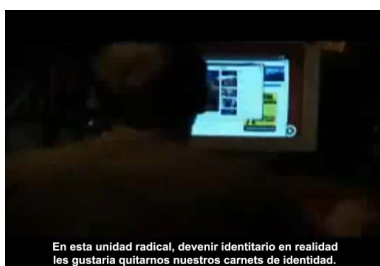 En esta unidad radical, devenir identitario en realidad
les gustaria quitarnos nuestros carnets de identidad.